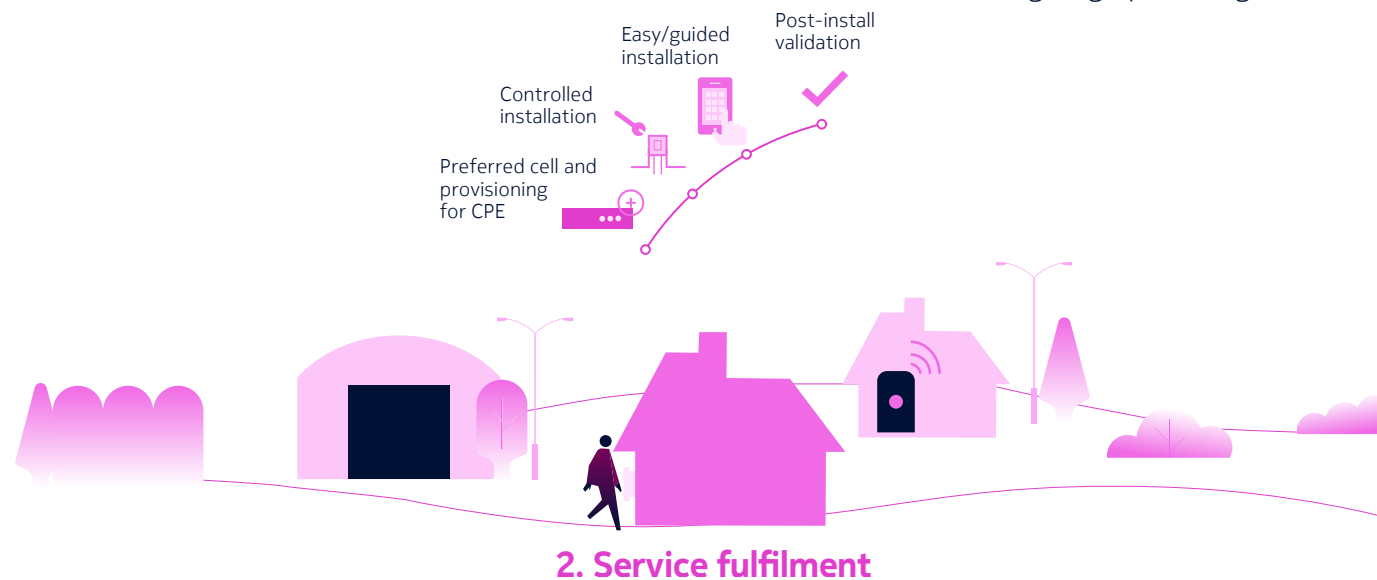 Post-install
validation
Easy/guided
installation
Controlled
installation
Preferred cell and
provisioning
for CPE
2. Service fulfilment